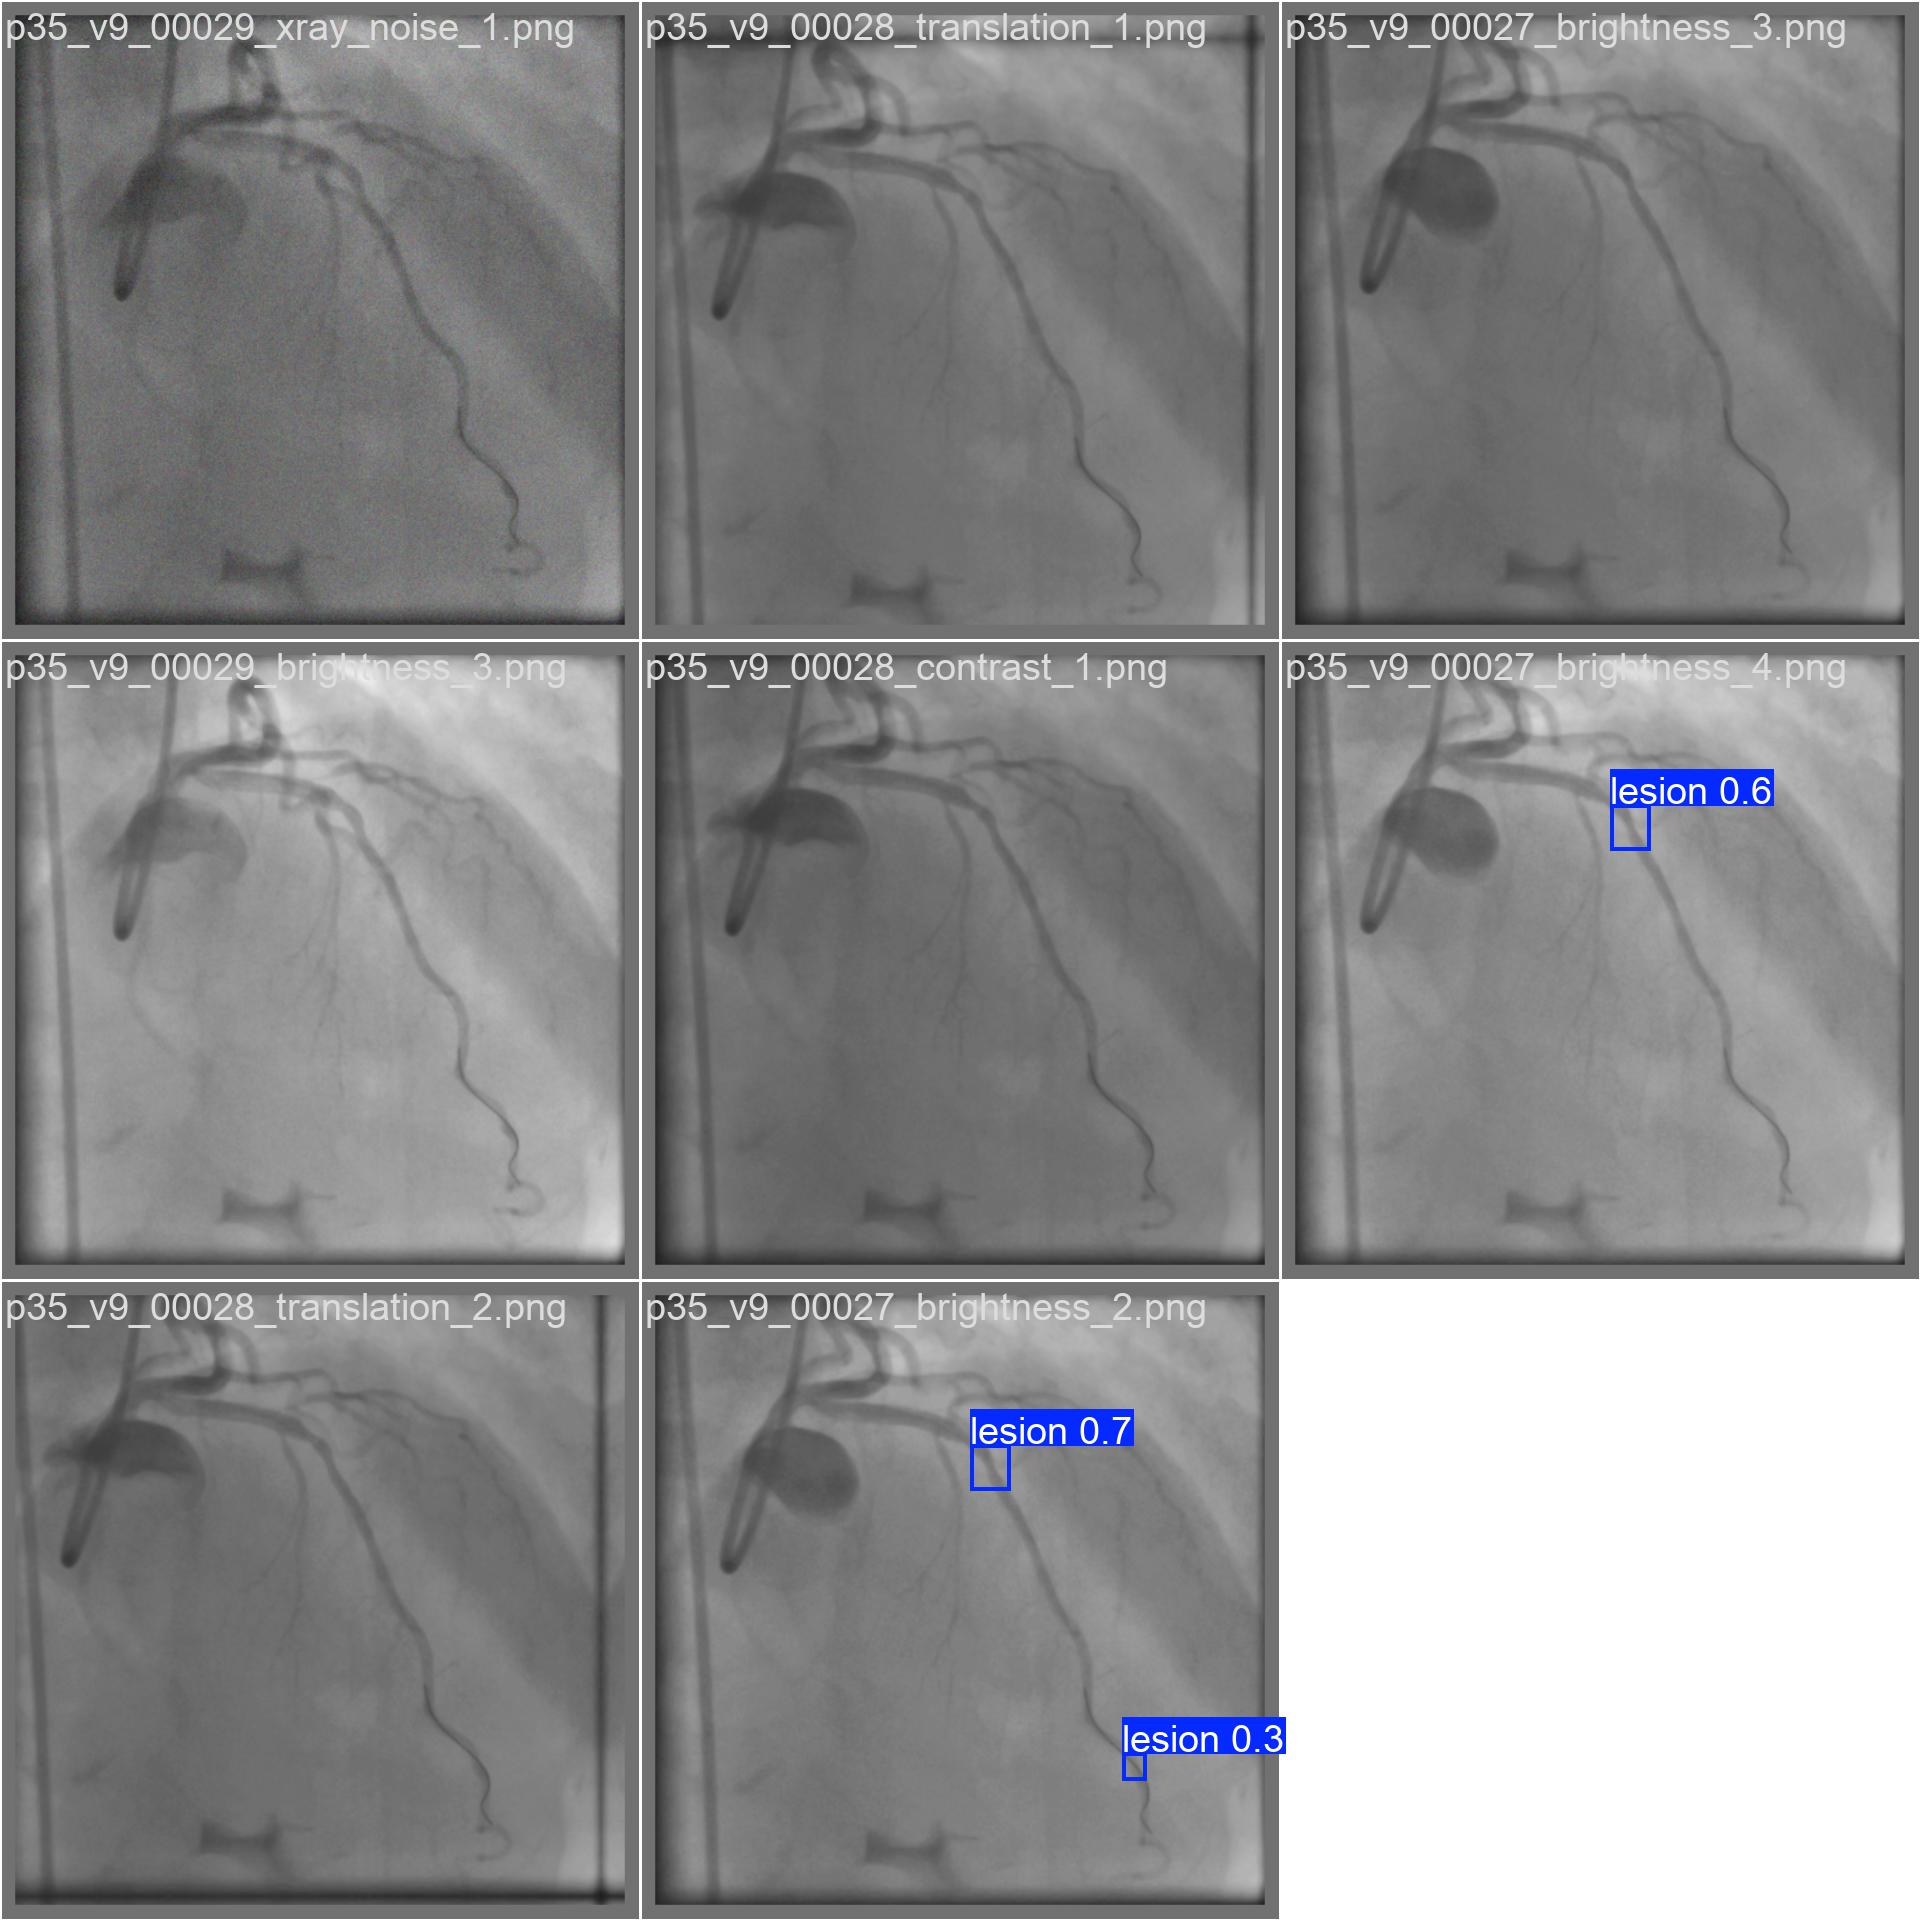 p35_v9_00029_xray_noise_1.png
p35_v9_00028_translation_1.png
p35_v9_00027_brightness_3.png
p35_v9_00029_brightness_3.png
p35_v9_00028_contrast_1.png
p35_v9_00027_brightness_4.png
lesion 0.6
p35_v9_00028_translation_2.png
p35_v9_00027_brightness_2.png
lesion 0.7
lesion 0.3